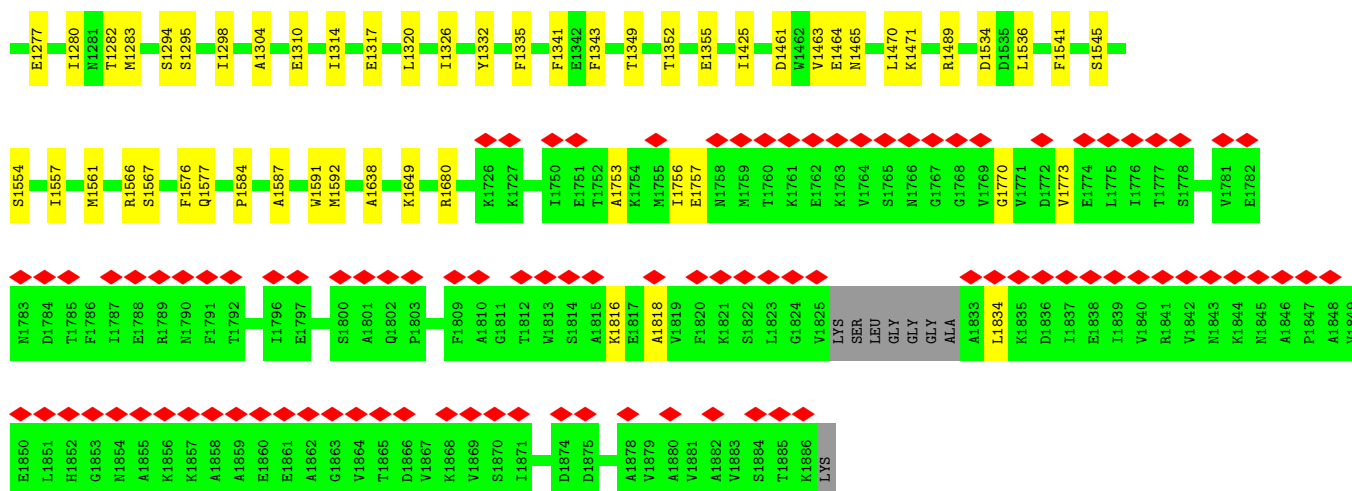 E1277 I1280 N1281 T1282 M1283 S1294 S1295 I1298 A1304 E1310 I1314 E1317 L1320 I1326 Y1332 F1335 F1341 E1342 F1343 T1349 T1352 E1355 I1425 D1461 W1462 V1463 E1464 N1465 L1470 K1471 R1489 D1534 D1535 L1536 F1541 S1545
S1554 I1557 M1561 R1566 S1567 F1576 Q1577 P1584 A1587 W1591 M1592 A1638 K1649 R1680 K1726 K1727 I1750 E1751 T1752 A1753 K1754 M1755 I1756 E1757 N1758 M1759 T1760 K1761 E1762 K1763 V1764 S1765 N1766 G1767 G1768 V1769 G1770 V1771 D1772 V1773 E1774 L1775 I1776 T1777 S1778 V1781 E1782
N1783 D1784 T1785 F1786 I1787 E1788 R1789 N1790 F1791 T1792 I1796 E1797 S1800 A1801 Q1802 P1803 F1809 A1810 G1811 T1812 W1813 S1814 A1815 K1816 E1817 A1818 V1819 F1820 K1821 S1822 L1823 G1824 V1825 LYS SER LEU GLY GLY GLY ALA A1833 L1834 K1835 D1836 I1837 E1838 I1839 V1840 R1841 V1842 N1843 K1844 N1845 A1846 P1847 A1848 V1849
E1850 L1851 H1852 G1853 N1854 A1855 K1856 K1857 A1858 A1859 E1860 E1861 A1862 G1863 V1864 T1865 D1866 V1867 K1868 V1869 S1870 I1871 D1874 D1875 A1878 V1879 A1880 V1881 A1882 V1883 S1884 T1885 K1886 LYS